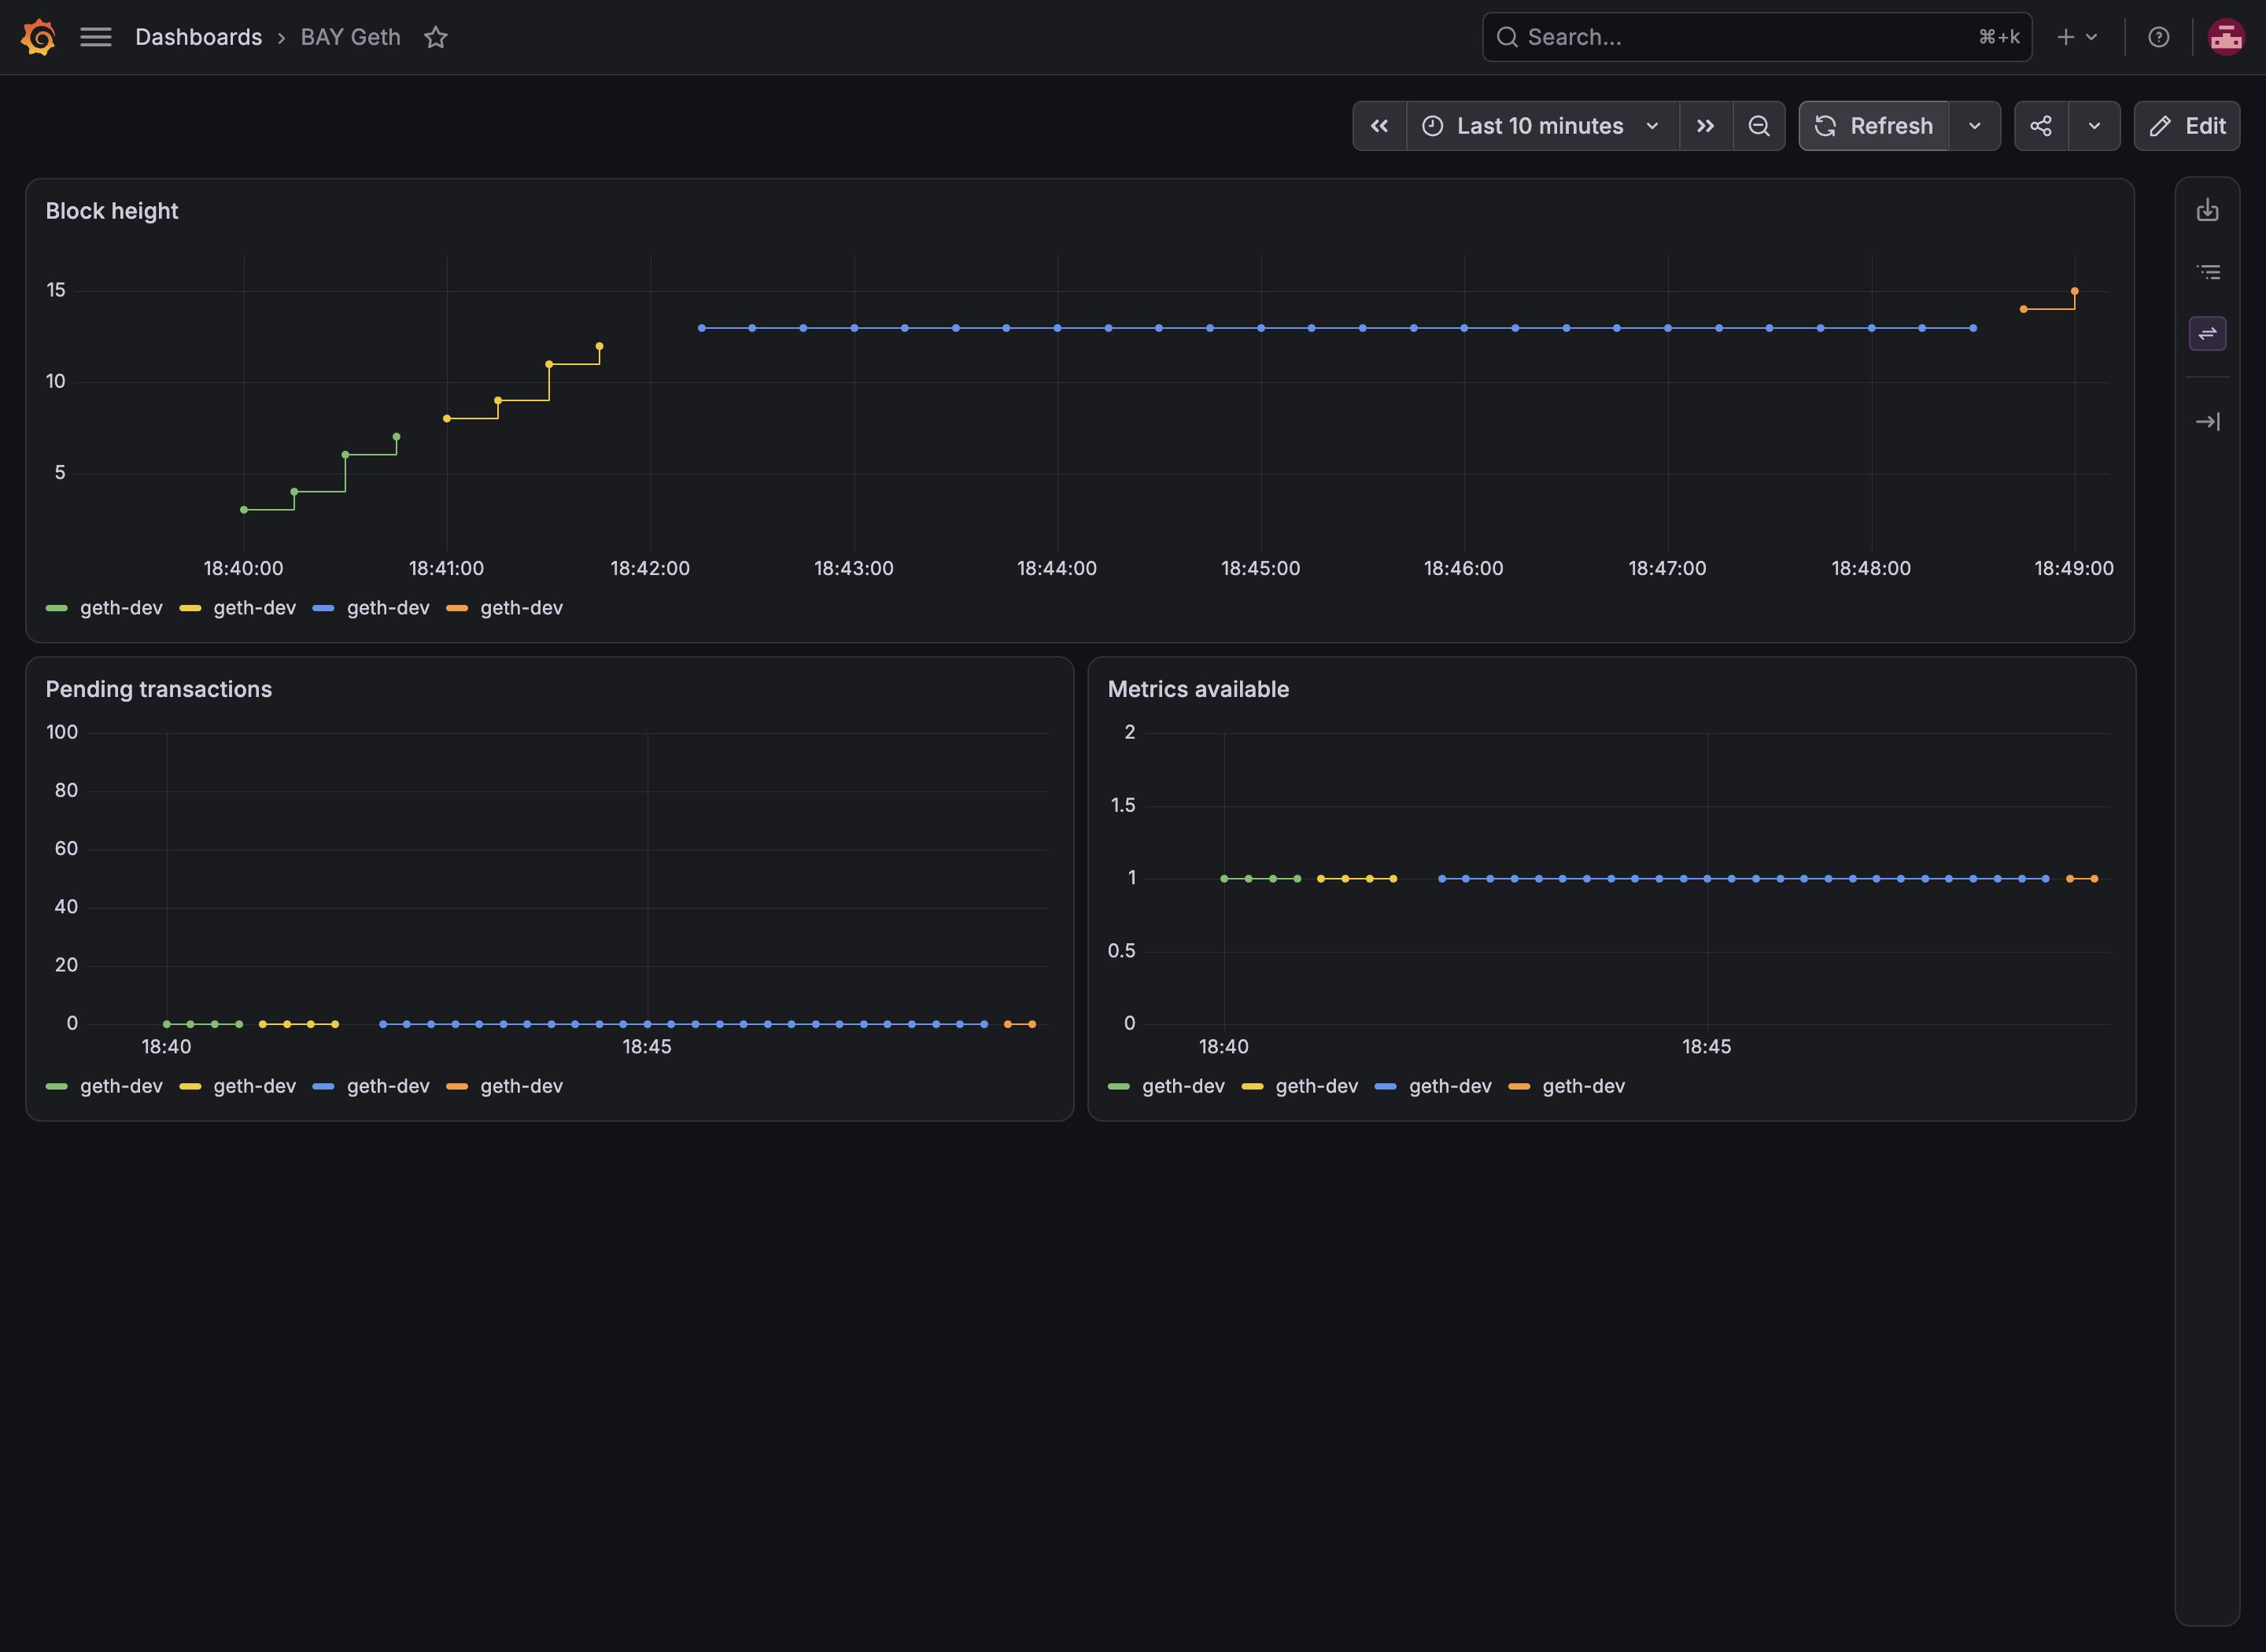 Dashboards › BAY Geth Search... ⌘+k
Last 10 minutes Refresh Edit
Block height
15
10
5
18:40:00 18:41:00 18:42:00 18:43:00 18:44:00 18:45:00 18:46:00 18:47:00 18:48:00 18:49:00
geth-dev geth-dev geth-dev geth-dev
Pending transactions
100
80
60
40
20
0
18:40 18:45
geth-dev geth-dev geth-dev geth-dev
Metrics available
2
1.5
1
0.5
0
18:40 18:45
geth-dev geth-dev geth-dev geth-dev